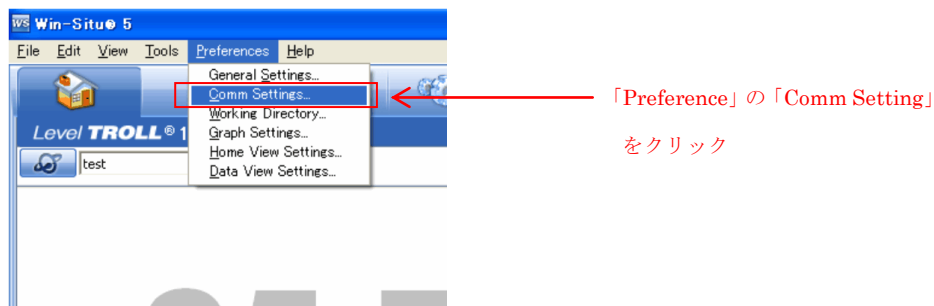 Win-Situ® 5
File Edit View Tools Preferences Help
General Settings...
Comm Settings...
Working Directory...
Graph Settings...
Home View Settings...
Data View Settings...
Level TROLL® 1
test
「Preference」の「Comm Setting」
をクリック